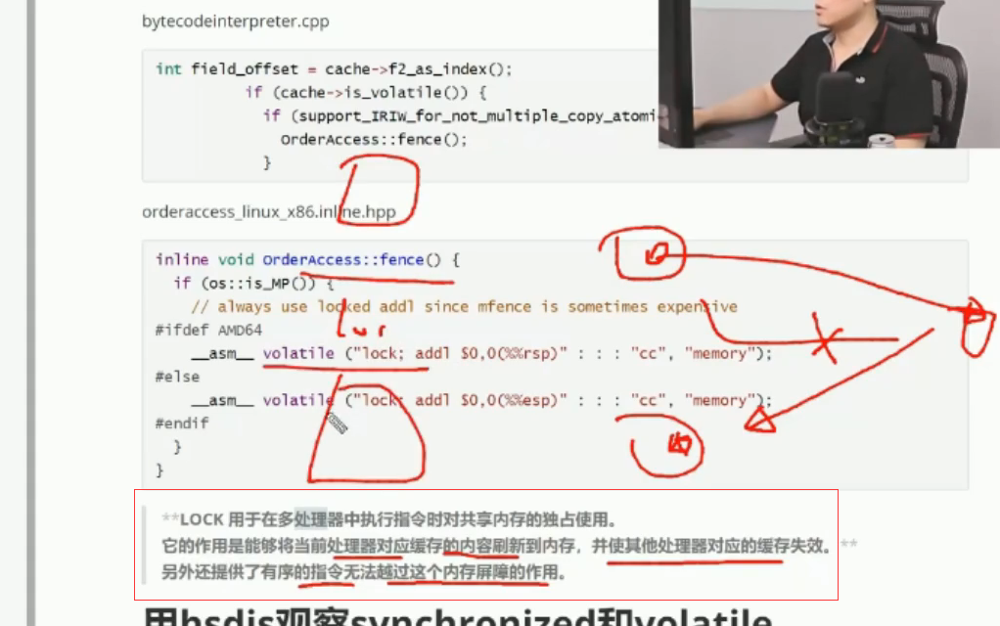 bytecodeinterpreter.cpp
int field_offset = cache->f2_as_index();
if (cache->is_volatile()) {
if (support_IRIW_for_not_multiple_copy_atomi
OrderAccess::fence();
}
orderaccess_linux_x86.inline.hpp
inline void OrderAccess::fence() {
if (os::is_MP()) {
// always use locked addl since mfence is sometimes expensive
#ifdef AMD64
__asm__ volatile ("lock; addl $0,0(%%rsp)" : : : "cc", "memory");
#else
__asm__ volatile ("lock; addl $0,0(%%esp)" : : : "cc", "memory");
#endif
}
}
**LOCK 用于在多处理器中执行指令时对共享内存的独占使用。
它的作用是能够将当前处理器对应缓存的内容刷新到内存，并使其他处理器对应的缓存失效。**
另外还提供了有序的指令无法越过这个内存屏障的作用。
用hsdis观察synchronized和volatile